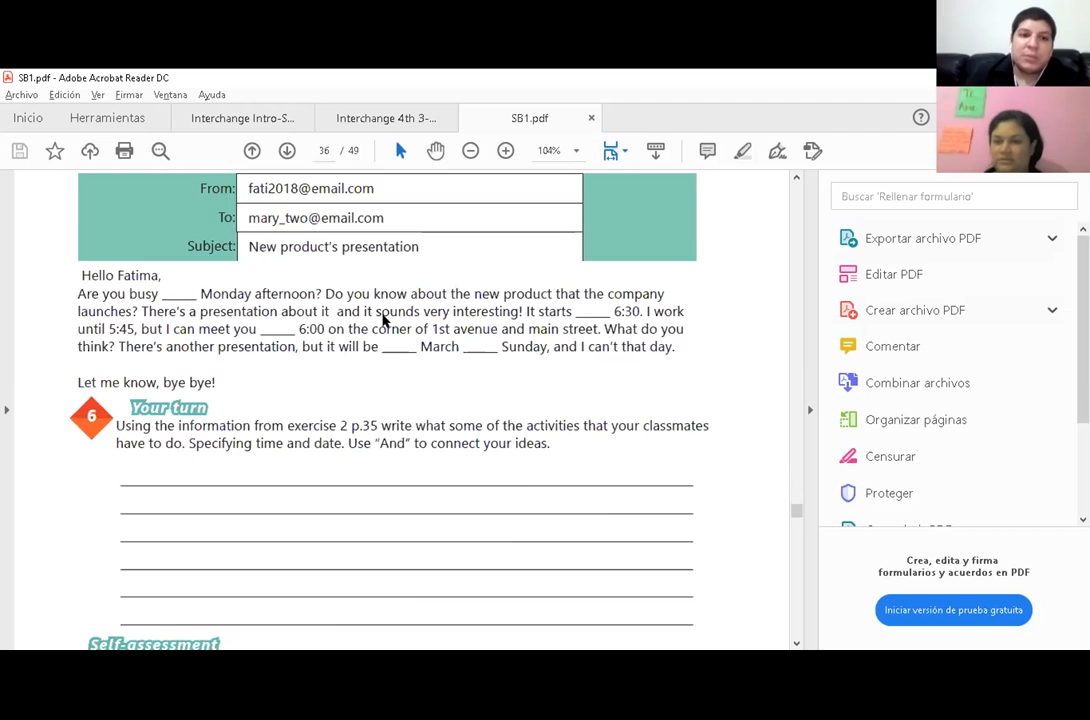 SB1.pdf - Adobe Acrobat Reader DC
Archivo Edición Ver Firmar Ventana Ayuda
Inicio Herramientas Interchange Intro-S... Interchange 4th 3-... SB1.pdf
36 / 49 104%
From: fati2018@email.com
To: mary_two@email.com
Subject: New product's presentation
Hello Fatima,
Are you busy _____ Monday afternoon? Do you know about the new product that the company
launches? There's a presentation about it and it sounds very interesting! It starts _____ 6:30. I work
until 5:45, but I can meet you _____ 6:00 on the corner of 1st avenue and main street. What do you
think? There's another presentation, but it will be _____ March _____ Sunday, and I can't that day.
Let me know, bye bye!
6 Your turn
Using the information from exercise 2 p.35 write what some of the activities that your classmates
have to do. Specifying time and date. Use "And" to connect your ideas.
Self-assessment
Buscar 'Rellenar formulario'
Exportar archivo PDF
Editar PDF
Crear archivo PDF
Comentar
Combinar archivos
Organizar páginas
Censurar
Proteger
Crea, edita y firma
formularios y acuerdos en PDF
Iniciar versión de prueba gratuita